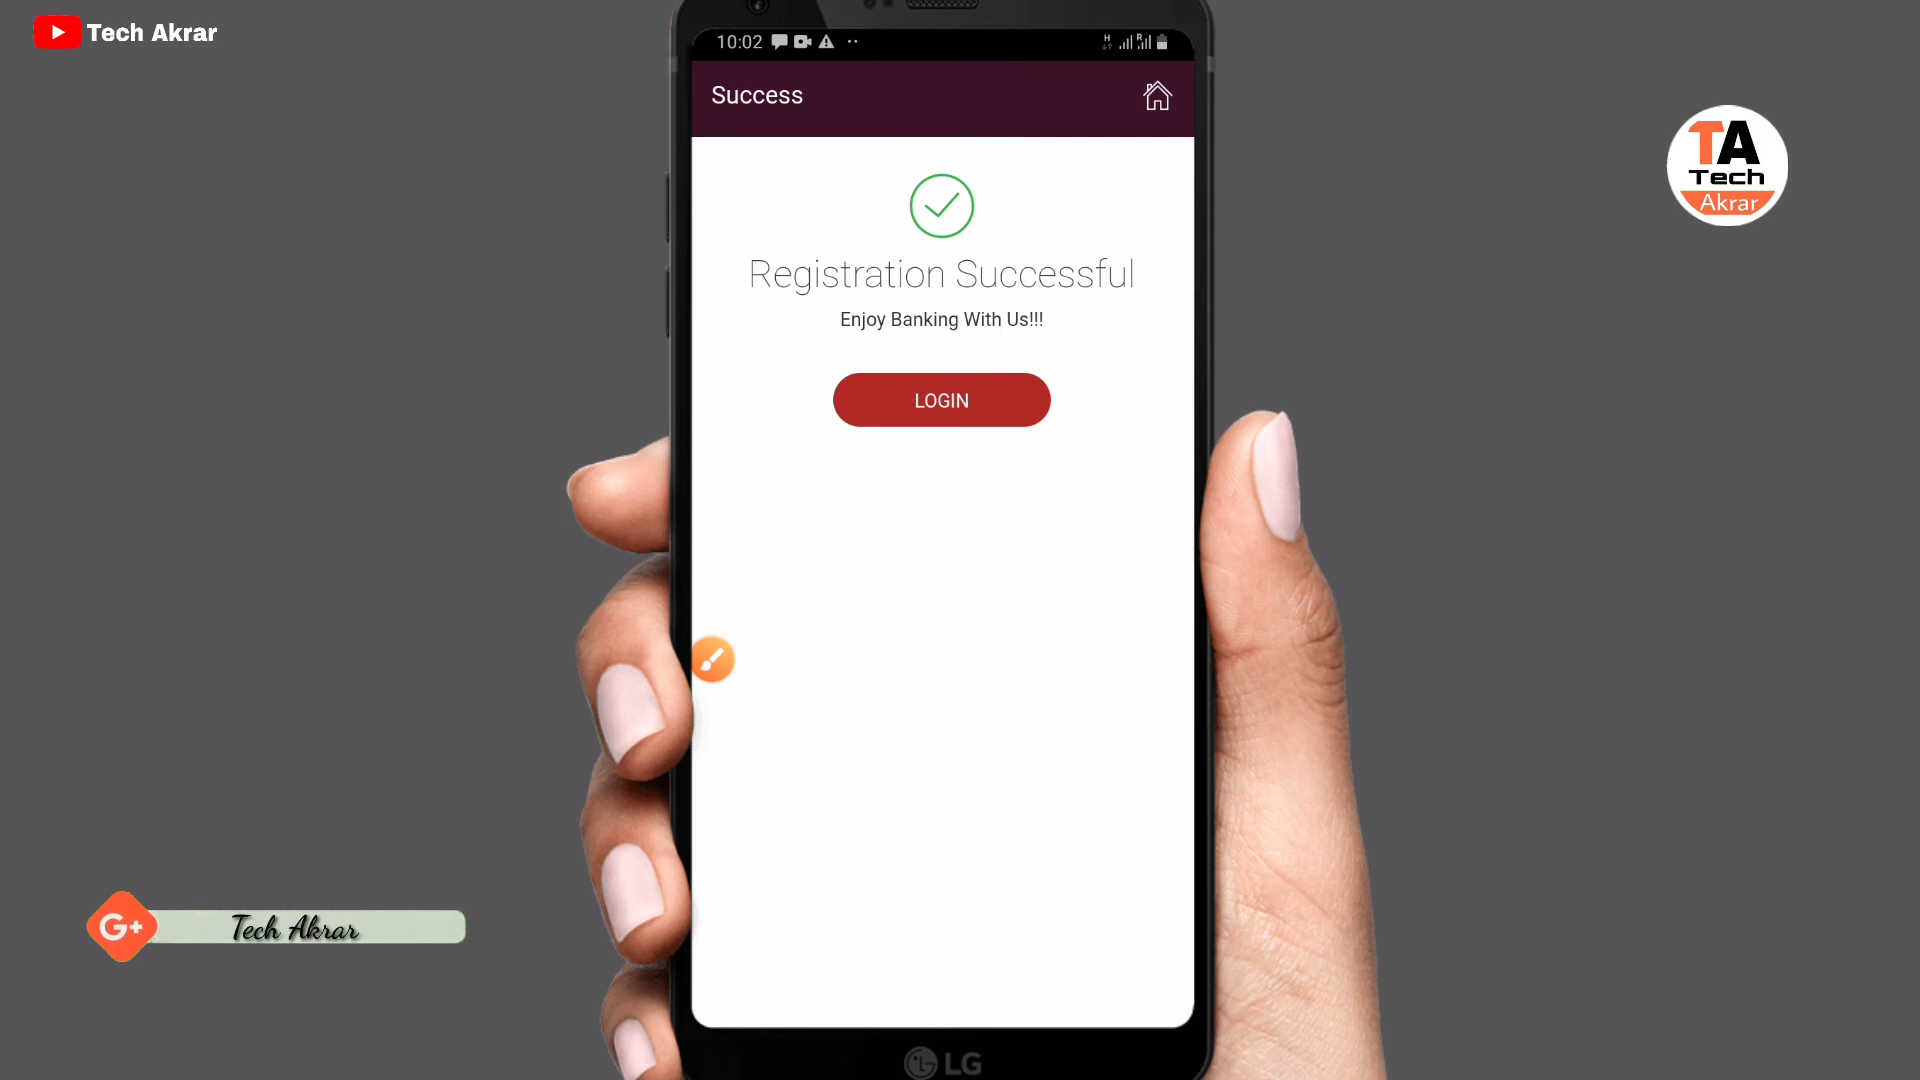 Tech Akrar
10:02
H
R
Success
TA
Tech
Akrar
Registration Successful
Enjoy Banking With Us!!!
LOGIN
G+
Tech Akrar
LG